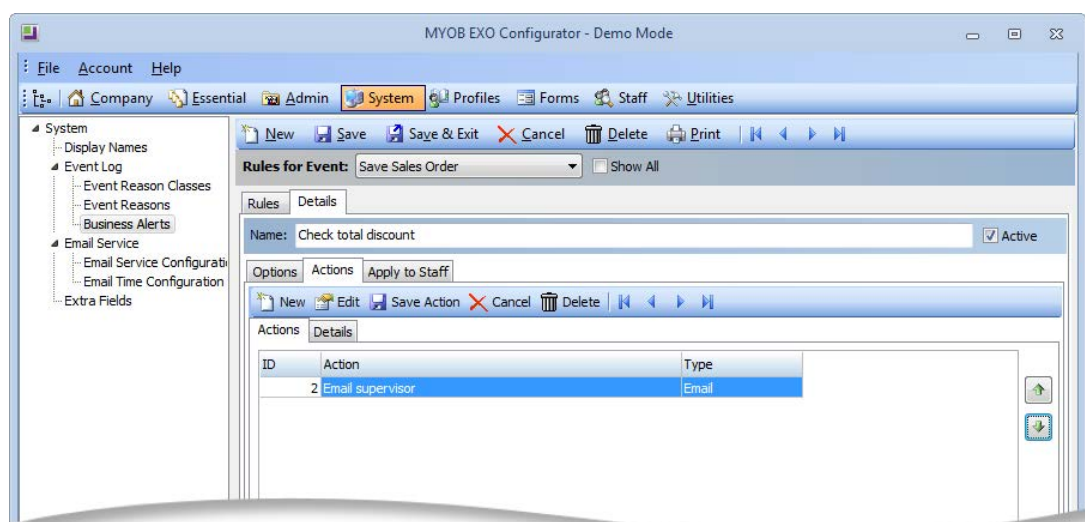 MYOB EXO Configurator - Demo Mode
File Account Help
Company Essential Admin System Profiles Forms Staff Utilities
System
Display Names
Event Log
Event Reason Classes
Event Reasons
Business Alerts
Email Service
Email Service Configurati
Email Time Configuration
Extra Fields
New Save Save & Exit Cancel Delete Print
Rules for Event: Save Sales Order Show All
Rules Details
Name: Check total discount Active
Options Actions Apply to Staff
New Edit Save Action Cancel Delete
Actions Details
ID Action Type
2 Email supervisor Email